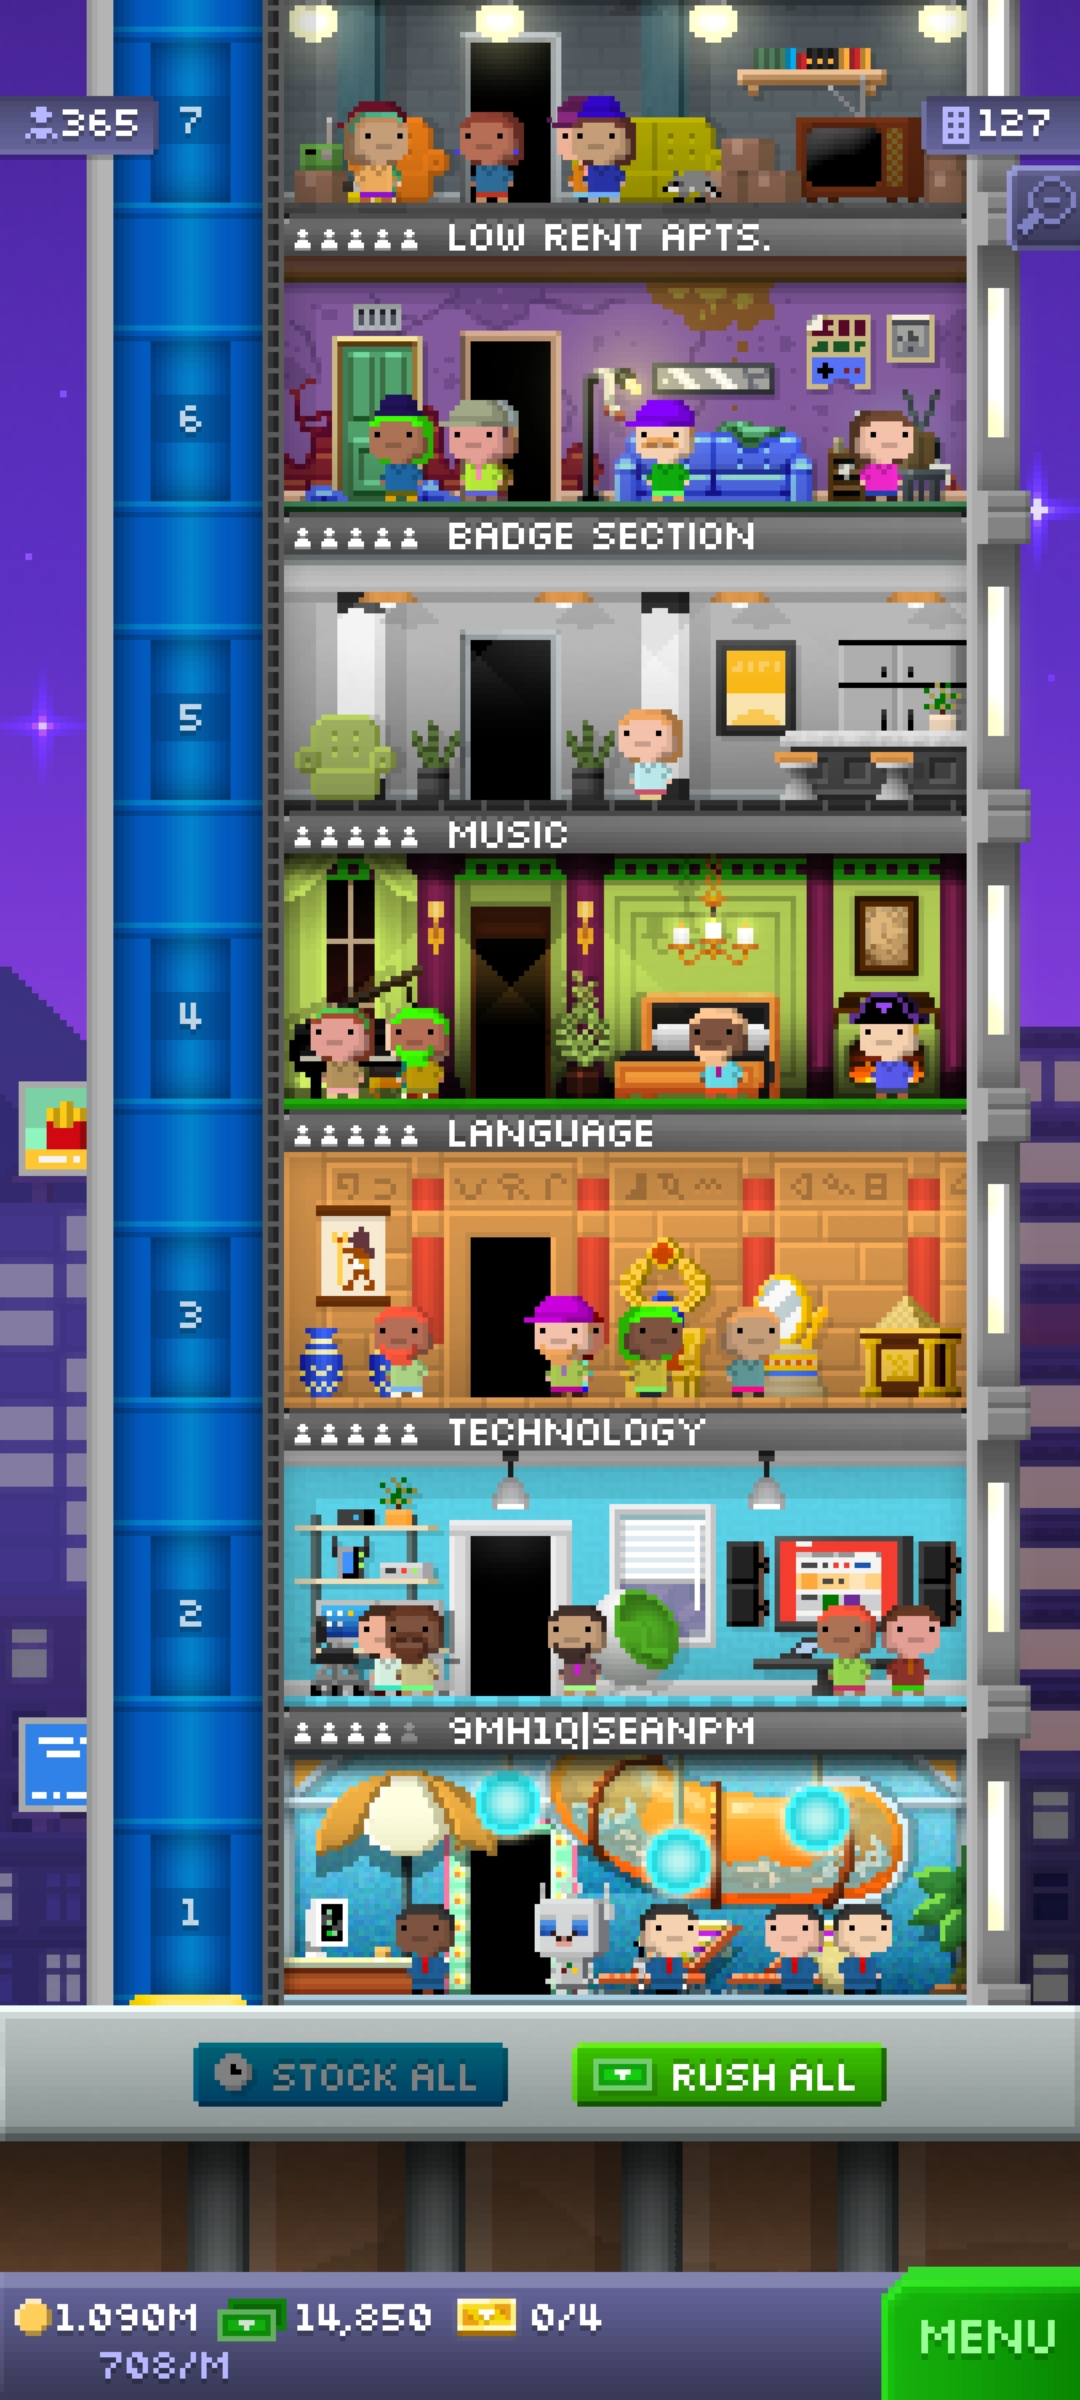 7
365
127
LOW RENT APTS.
6
BADGE SECTION
5
MUSIC
4
LANGUAGE
3
TECHNOLOGY
2
9MH1Q|SEANPM
1
STOCK ALL
RUSH ALL
1.090M 14,850 0/4
708/M
MENU